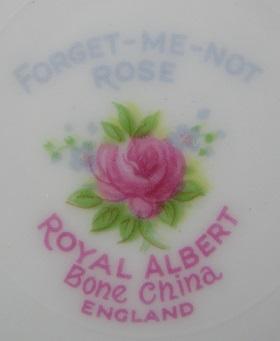 FORGET-ME-NOT
ROSE
ROYAL ALBERT
Bone China
ENGLAND